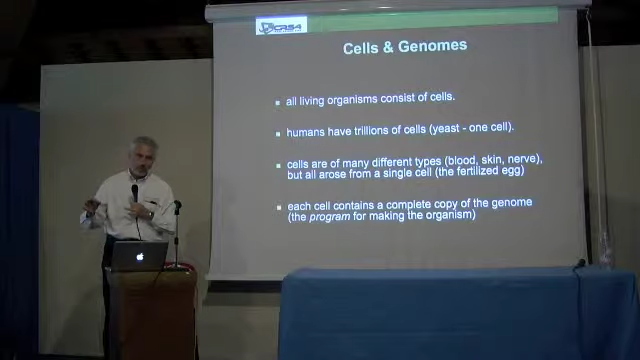 Cells & Genomes
all living organisms consist of cells.
humans have trillions of cells (yeast - one cell).
cells are of many different types (blood, skin, nerve),
but all arose from a single cell (the fertilized egg)
each cell contains a complete copy of the genome
(the program for making the organism)